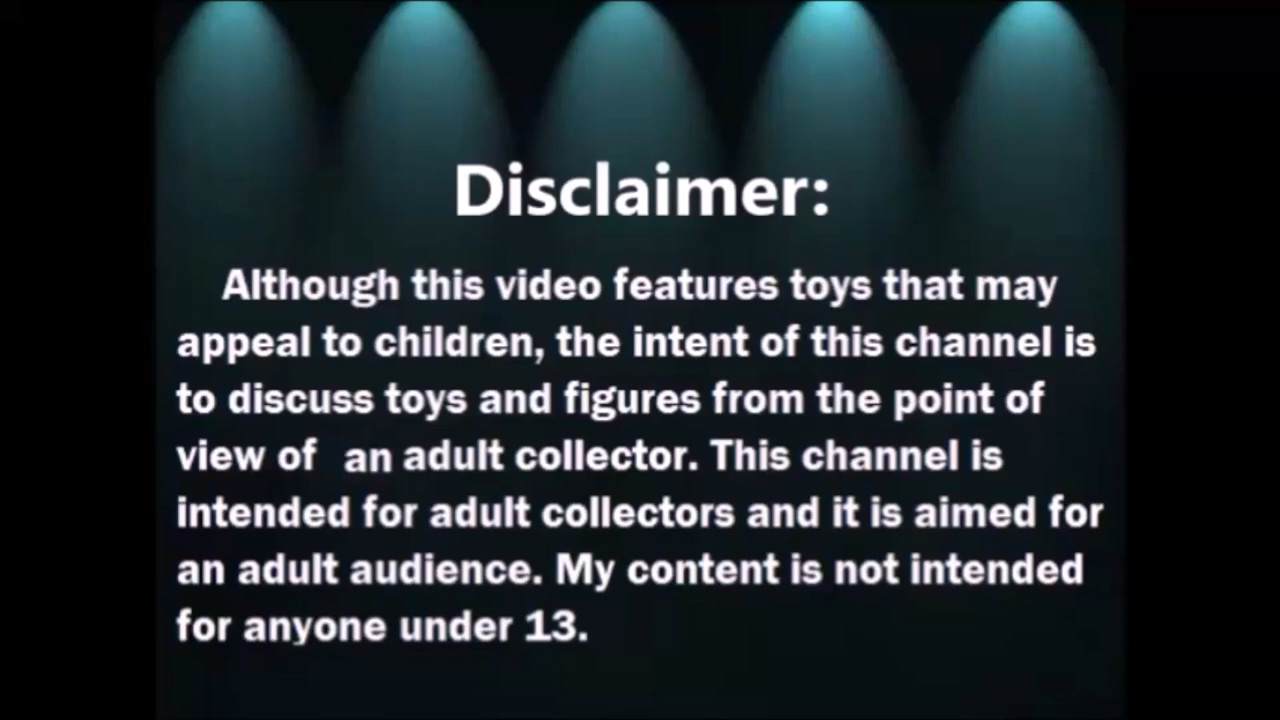 Disclaimer:
Although this video features toys that may
appeal to children, the intent of this channel is
to discuss toys and figures from the point of
view of an adult collector. This channel is
intended for adult collectors and it is aimed for
an adult audience. My content is not intended
for anyone under 13.